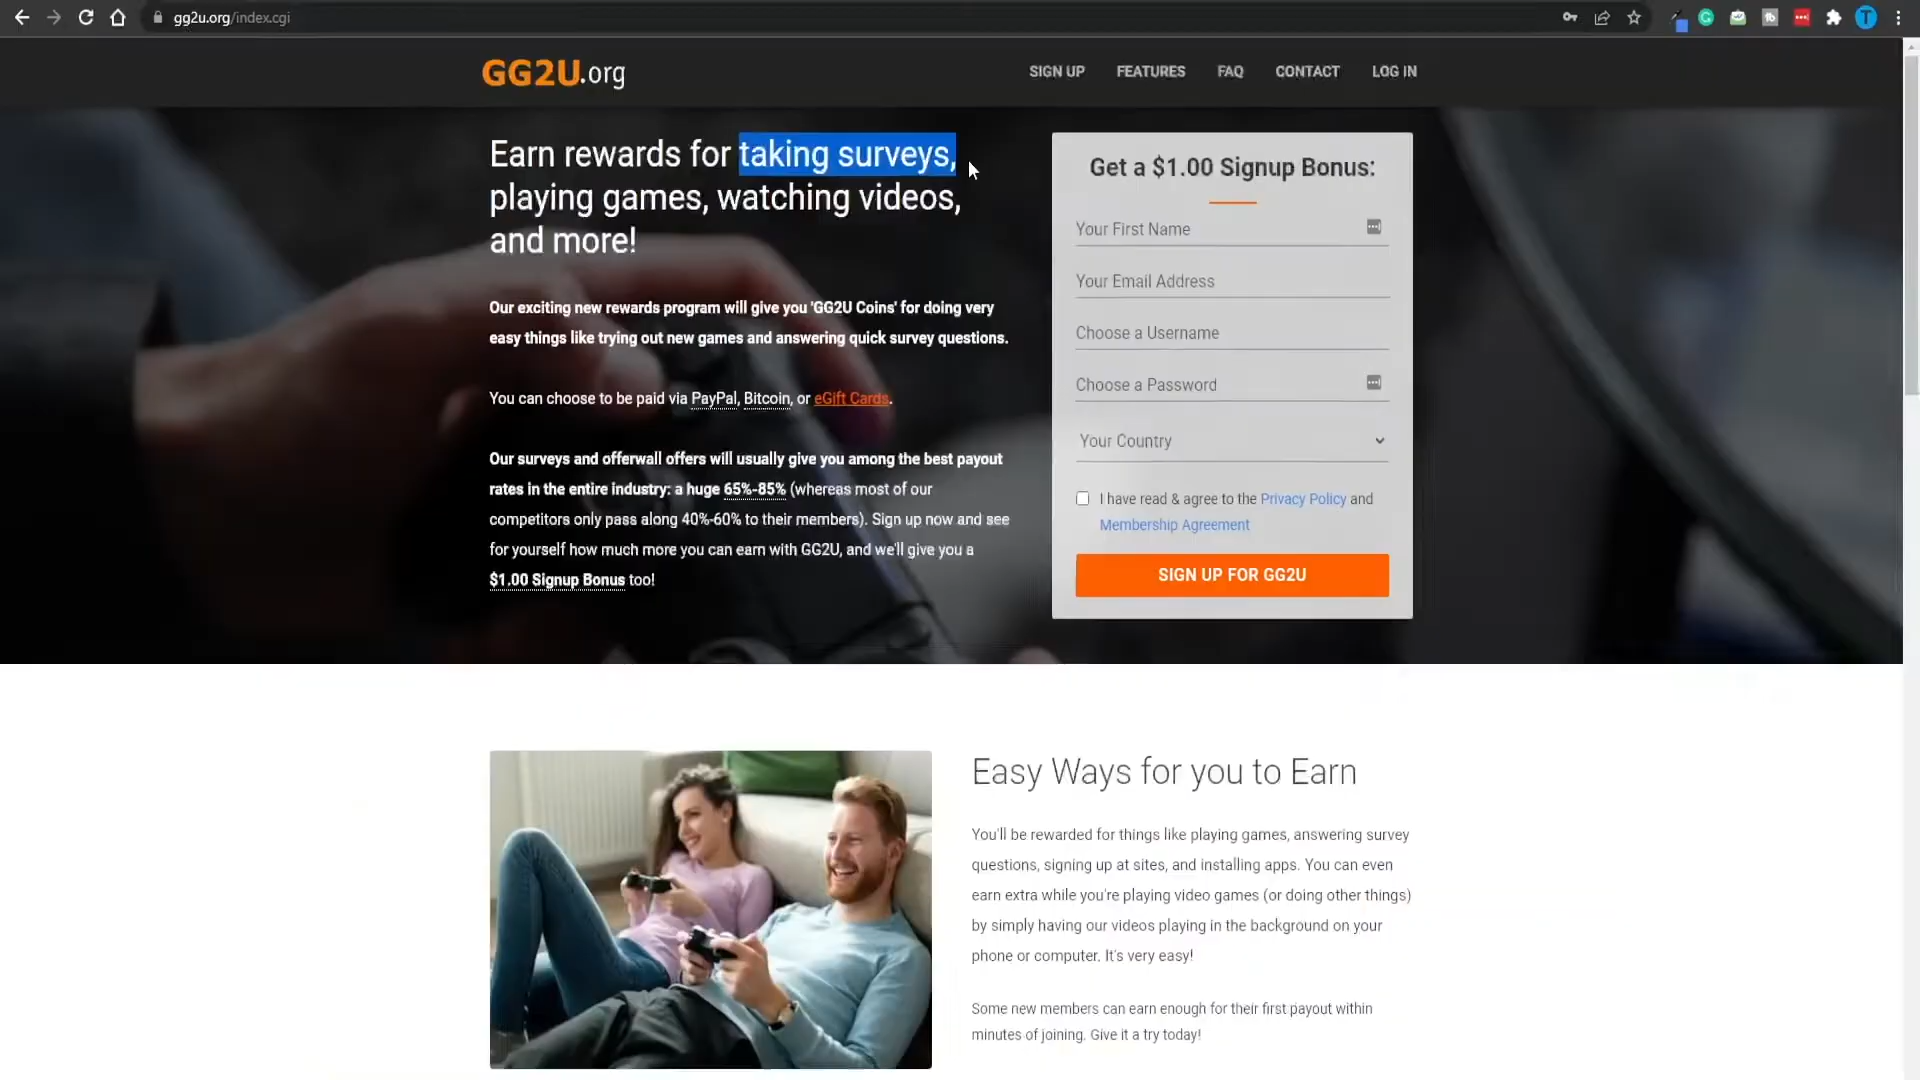 gg2u.org/index.cgi
GG2U.org
SIGN UP
FEATURES
FAQ
CONTACT
LOG IN
Earn rewards for taking surveys,
playing games, watching videos,
and more!
Our exciting new rewards program will give you 'GG2U Coins' for doing very
easy things like trying out new games and answering quick survey questions.
You can choose to be paid via PayPal, Bitcoin, or eGift Cards.
Our surveys and offerwall offers will usually give you among the best payout
rates in the entire industry: a huge 65%-85% (whereas most of our
competitors only pass along 40%-60% to their members). Sign up now and see
for yourself how much more you can earn with GG2U, and we'll give you a
$1.00 Signup Bonus too!
Get a $1.00 Signup Bonus:
Your First Name
Your Email Address
Choose a Username
Choose a Password
Your Country
I have read & agree to the Privacy Policy and
Membership Agreement
SIGN UP FOR GG2U
Easy Ways for you to Earn
You'll be rewarded for things like playing games, answering survey
questions, signing up at sites, and installing apps. You can even
earn extra while you're playing video games (or doing other things)
by simply having our videos playing in the background on your
phone or computer. It's very easy!
Some new members can earn enough for their first payout within
minutes of joining. Give it a try today!